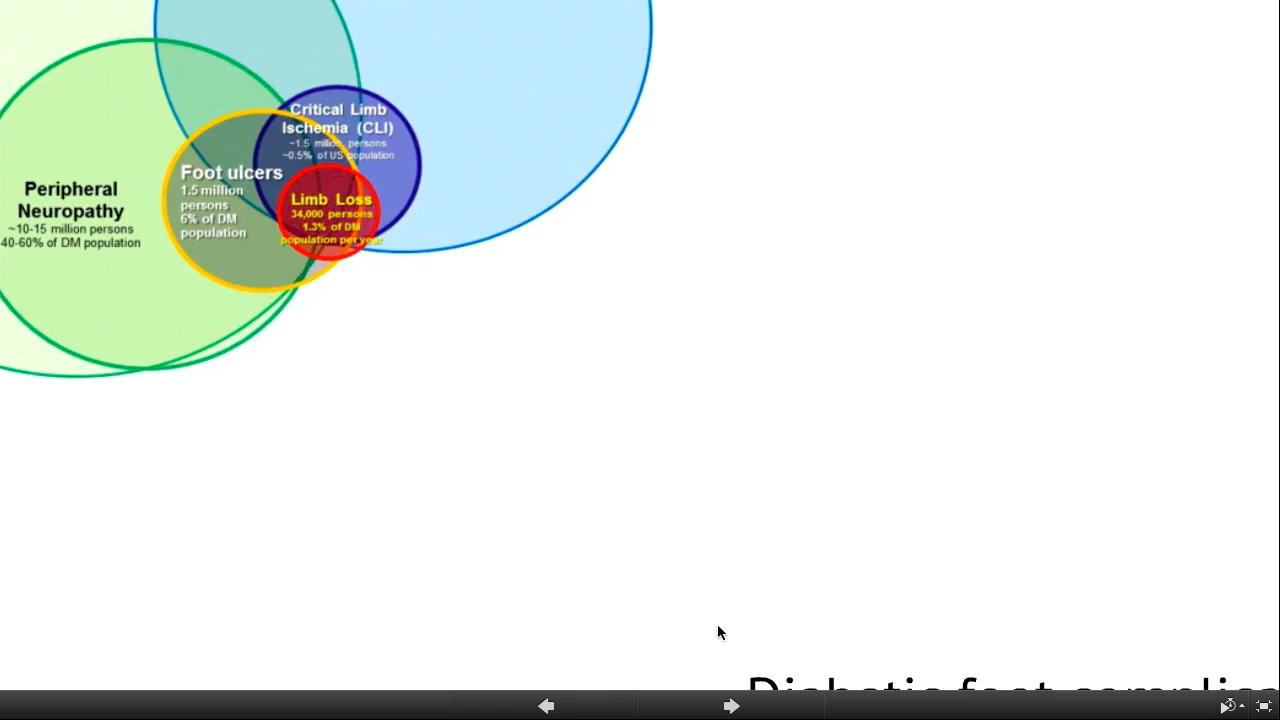 Critical Limb
Ischemia (CLI)
~1.5 million persons
~0.5% of US population
Foot ulcers
1.5 million
persons
6% of DM
population
Peripheral
Neuropathy
~10-15 million persons
40-60% of DM population
Limb Loss
34,000 persons
1.3% of DM
population per year
Diabetic foot